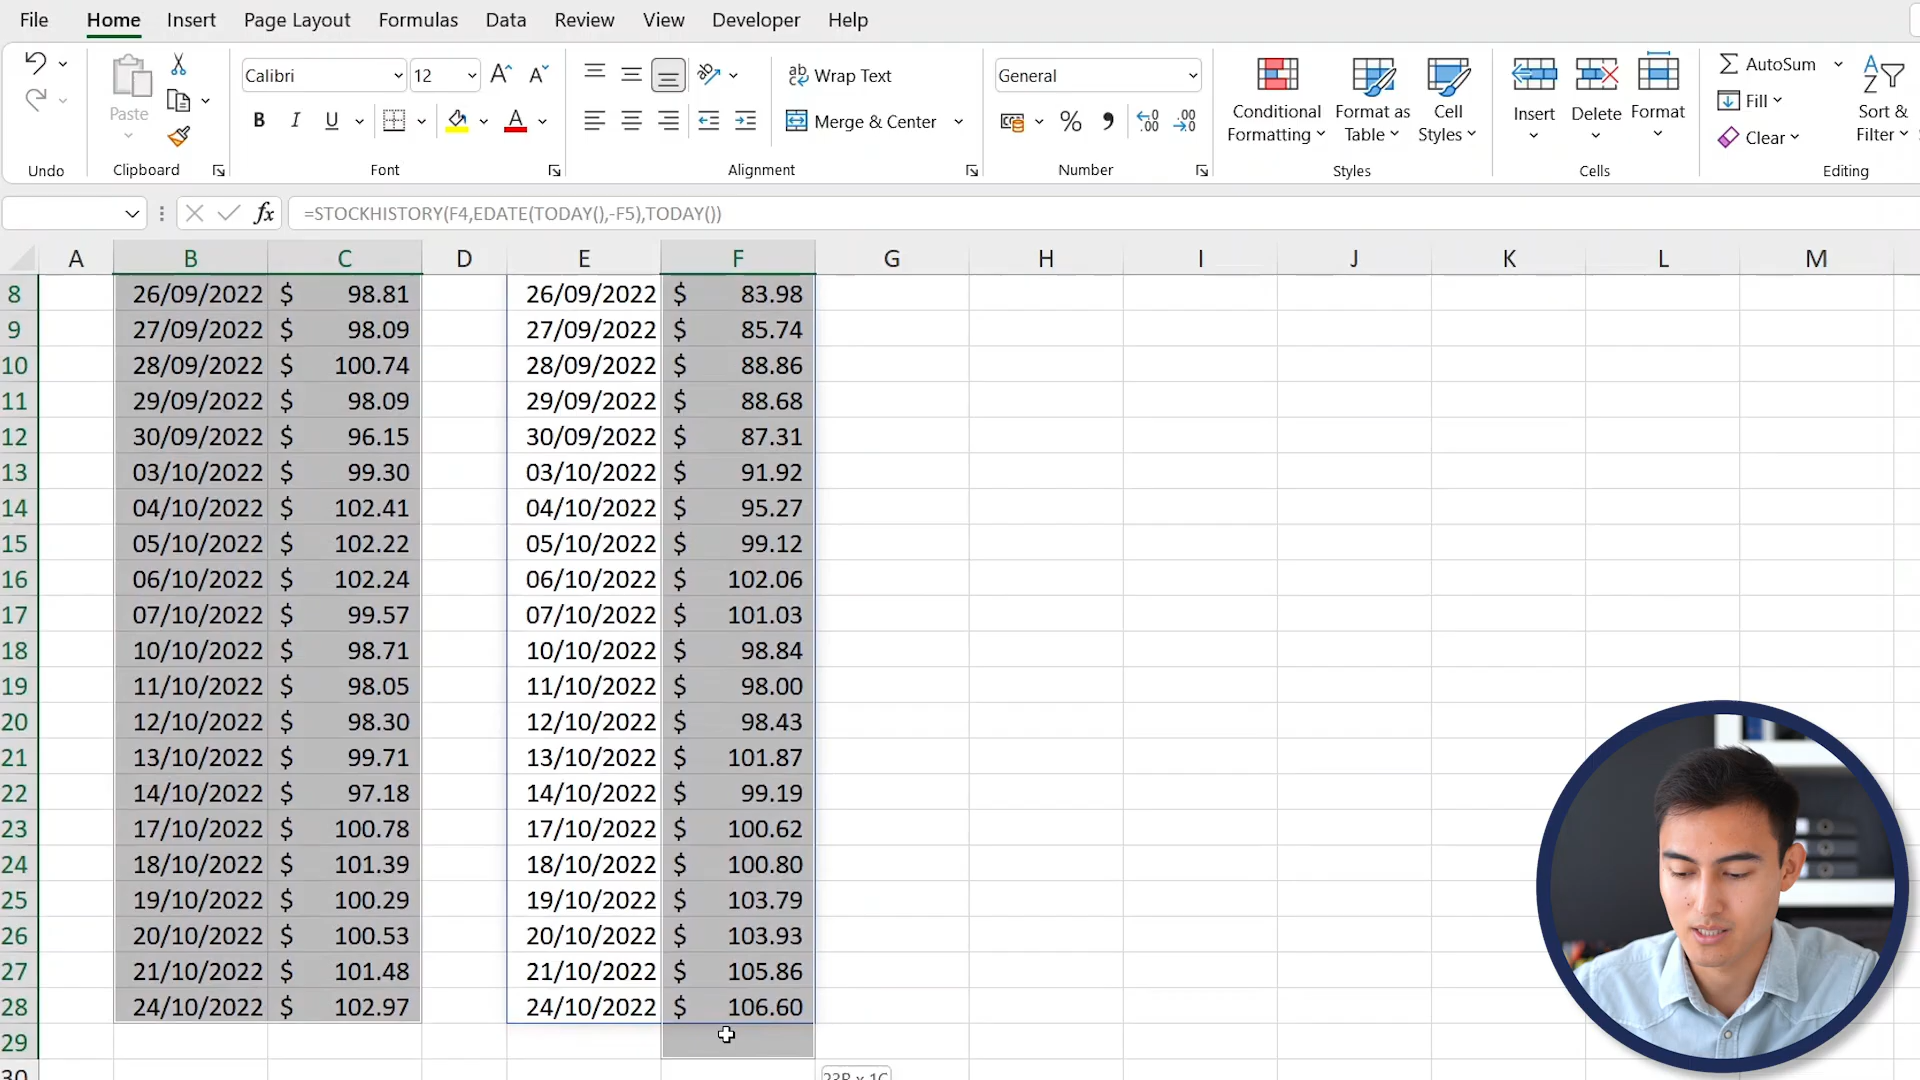 File Home Insert Page Layout Formulas Data Review View Developer Help
Calibri 12 ab Wrap Text General AutoSum
Paste Conditional Format as Cell Insert Delete Format Fill Sort &
B I U A Merge & Center % Formatting Table Styles Clear Filter
Undo Clipboard Font Alignment Number Styles Cells Editing
fx =STOCKHISTORY(F4,EDATE(TODAY(),-F5),TODAY())
A B C D E F G H I J K L M
8 26/09/2022 $ 98.81 26/09/2022 $ 83.98
9 27/09/2022 $ 98.09 27/09/2022 $ 85.74
10 28/09/2022 $ 100.74 28/09/2022 $ 88.86
11 29/09/2022 $ 98.09 29/09/2022 $ 88.68
12 30/09/2022 $ 96.15 30/09/2022 $ 87.31
13 03/10/2022 $ 99.30 03/10/2022 $ 91.92
14 04/10/2022 $ 102.41 04/10/2022 $ 95.27
15 05/10/2022 $ 102.22 05/10/2022 $ 99.12
16 06/10/2022 $ 102.24 06/10/2022 $ 102.06
17 07/10/2022 $ 99.57 07/10/2022 $ 101.03
18 10/10/2022 $ 98.71 10/10/2022 $ 98.84
19 11/10/2022 $ 98.05 11/10/2022 $ 98.00
20 12/10/2022 $ 98.30 12/10/2022 $ 98.43
21 13/10/2022 $ 99.71 13/10/2022 $ 101.87
22 14/10/2022 $ 97.18 14/10/2022 $ 99.19
23 17/10/2022 $ 100.78 17/10/2022 $ 100.62
24 18/10/2022 $ 101.39 18/10/2022 $ 100.80
25 19/10/2022 $ 100.29 19/10/2022 $ 103.79
26 20/10/2022 $ 100.53 20/10/2022 $ 103.93
27 21/10/2022 $ 101.48 21/10/2022 $ 105.86
28 24/10/2022 $ 102.97 24/10/2022 $ 106.60
29
30